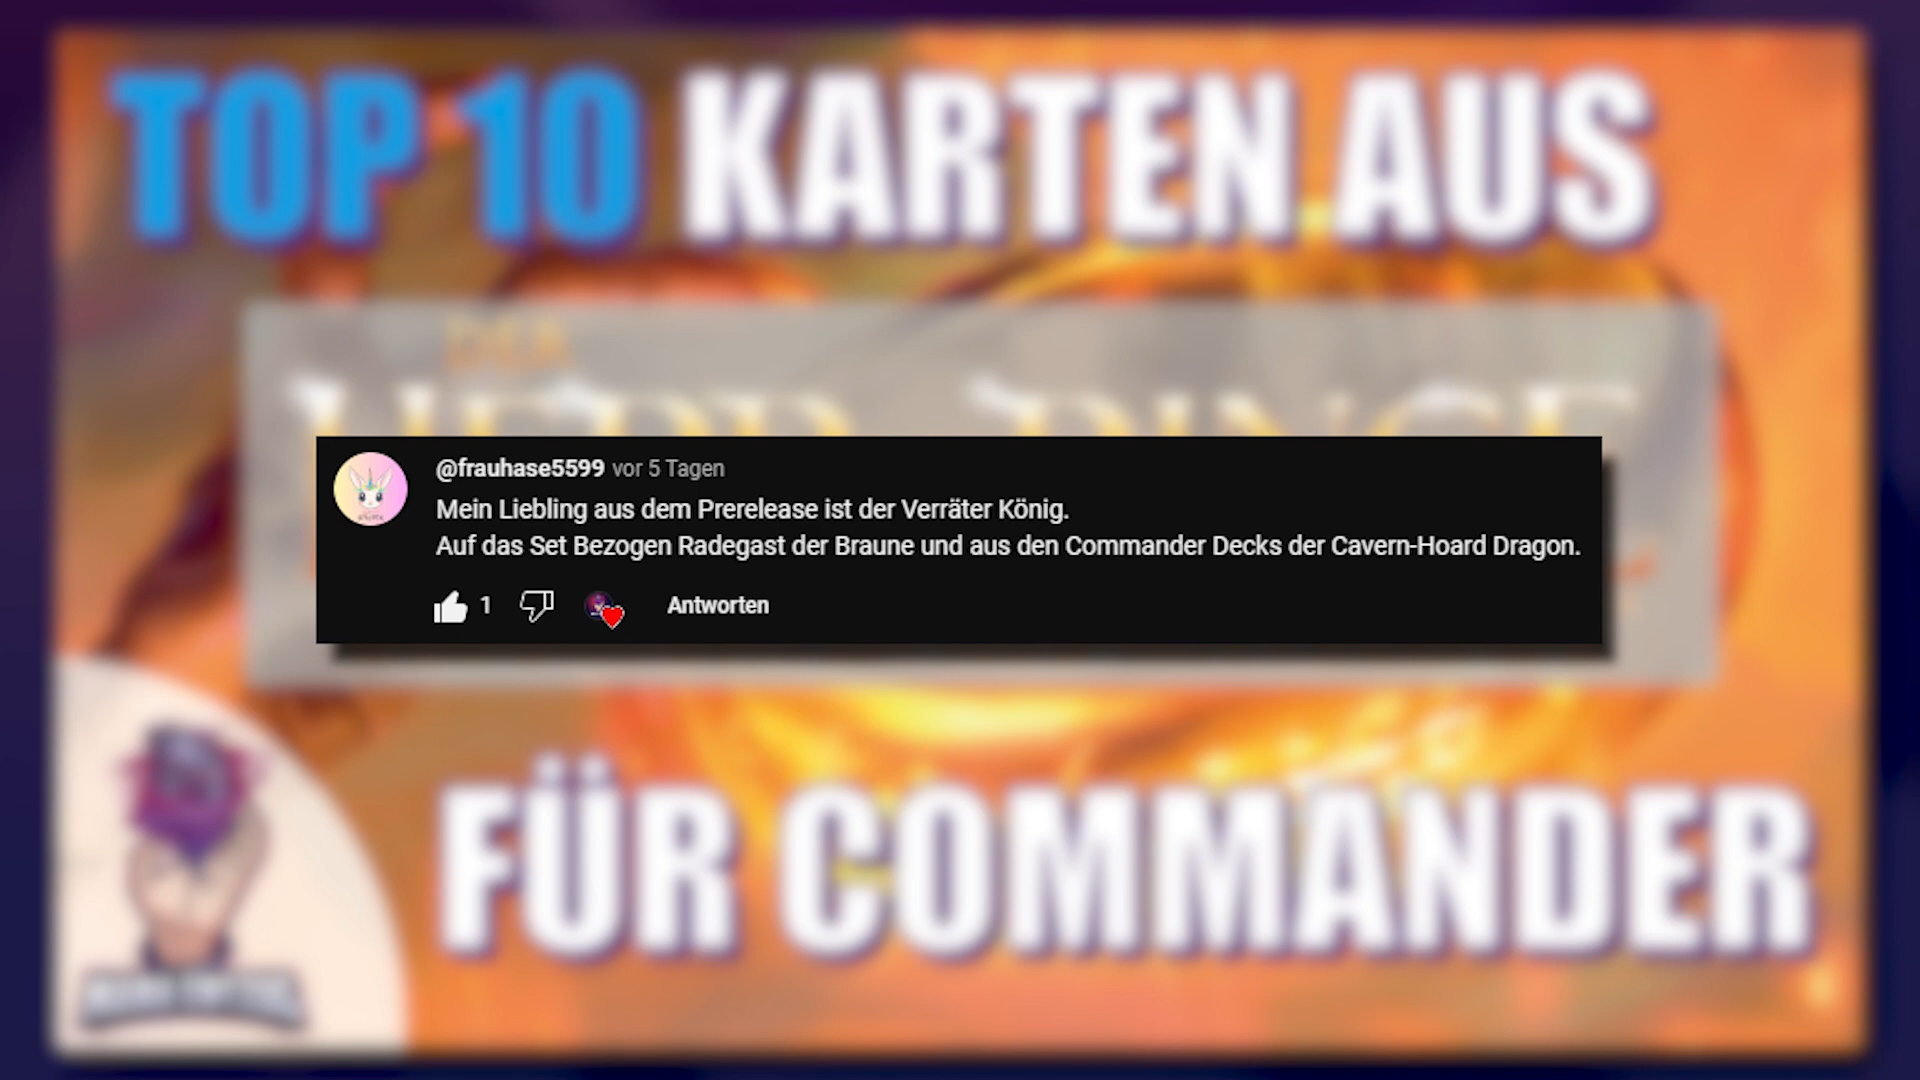 TOP 10 KARTEN AUS
DER
@frauhase5599 vor 5 Tagen
Mein Liebling aus dem Prerelease ist der Verräter König.
Auf das Set Bezogen Radegast der Braune und aus den Commander Decks der Cavern-Hoard Dragon.
1 Antworten
FÜR COMMANDER